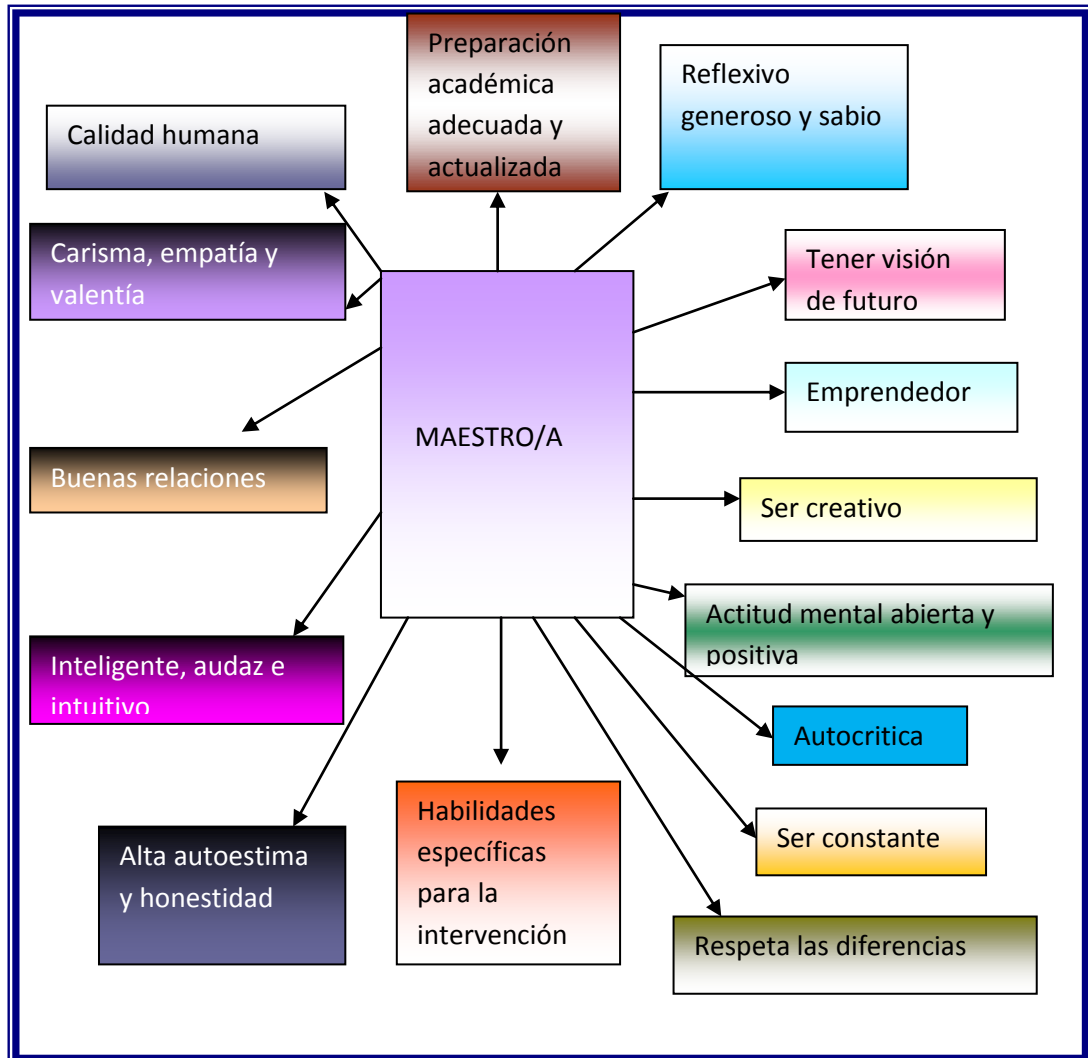 Preparación
académica
adecuada y
actualizada
Reflexivo
generoso y sabio
Calidad humana
Carisma, empatía y
valentía
Tener visión
de futuro
Emprendedor
MAESTRO/A
Buenas relaciones
Ser creativo
Actitud mental abierta y
positiva
Inteligente, audaz e
intuitivo
Autocritica
Habilidades
específicas
para la
intervención
Ser constante
Alta autoestima
y honestidad
Respeta las diferencias